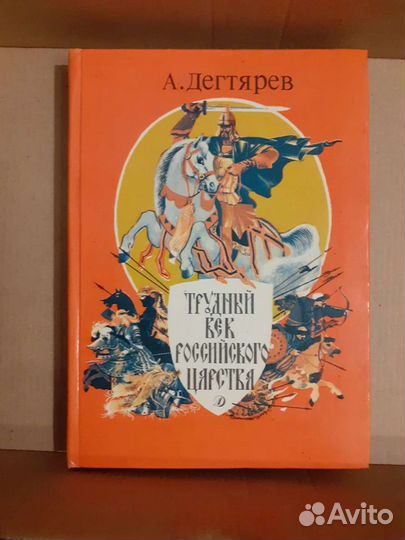 А. Дегтярев
ТРУДНЫЙ
ВЕК
РОССИЙСКОГО
ЦАРСТВА
Д
Avito